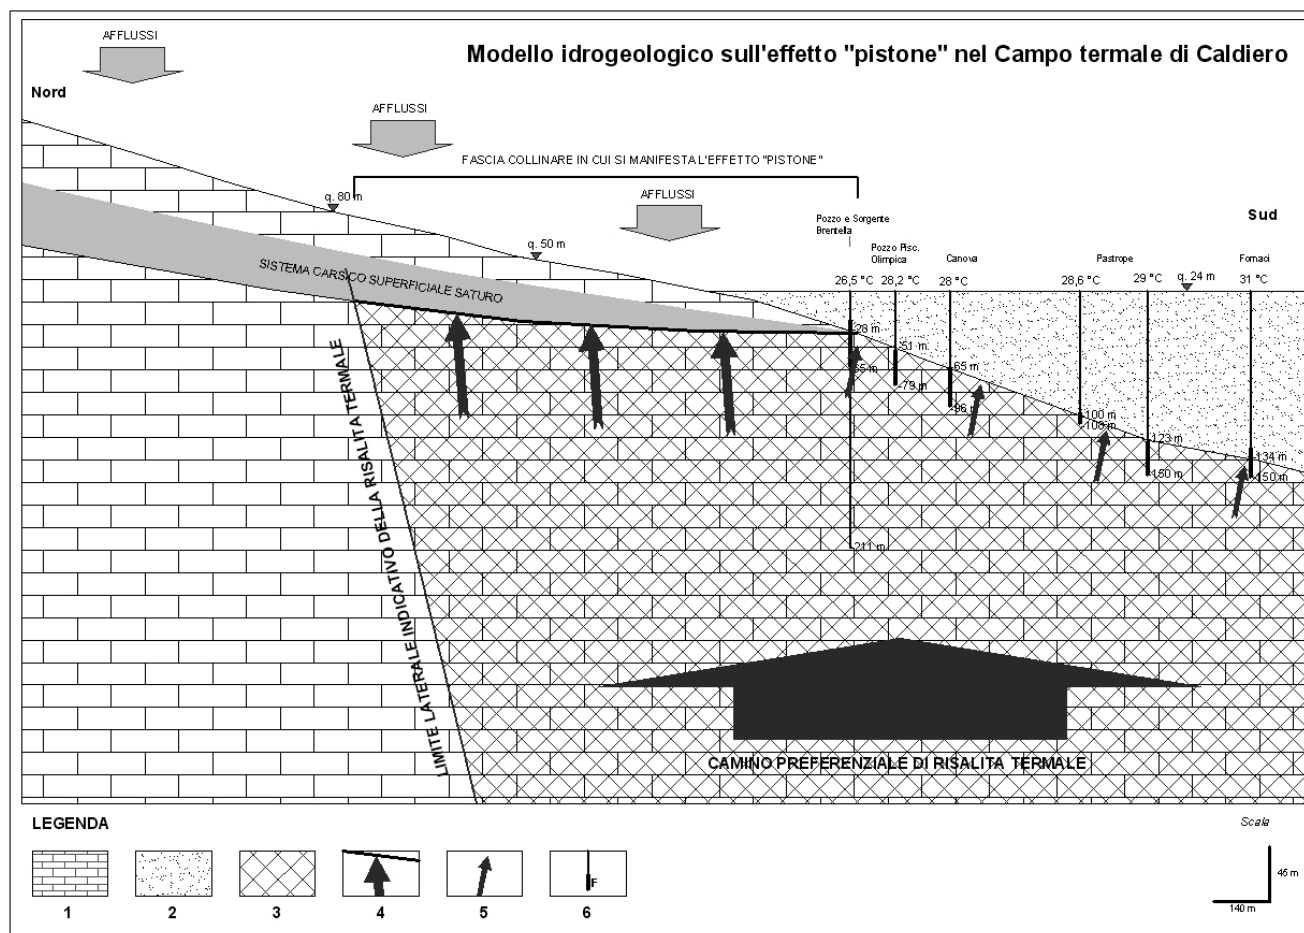 AFFLUSSI
Modello idrogeologico sull'effetto "pistone" nel Campo termale di Caldiero
Nord
AFFLUSSI
FASCIA COLLINARE IN CUI SI MANIFESTA L'EFFETTO "PISTONE"
q. 80 m
AFFLUSSI
Pozzo e Sorgente
Brentella
Sud
q. 50 m
Pozzo Pisc.
Olimpica
Canova
Pastrope
Fornaci
26,5 °C
28,2 °C
28 °C
28,6 °C
29 °C
q. 24 m
31 °C
SISTEMA CARSICO SUPERFICIALE SATURO
-28 m
-51 m
-65 m
-79 m
-65 m
-96 m
-100 m
-123 m
-150 m
-134 m
-150 m
-211 m
LIMITE LATERALE INDICATIVO DELLA RISALITA TERMALE
CAMINO PREFERENZIALE DI RISALITA TERMALE
LEGENDA
Scala
F
45 m
140 m
1
2
3
4
5
6